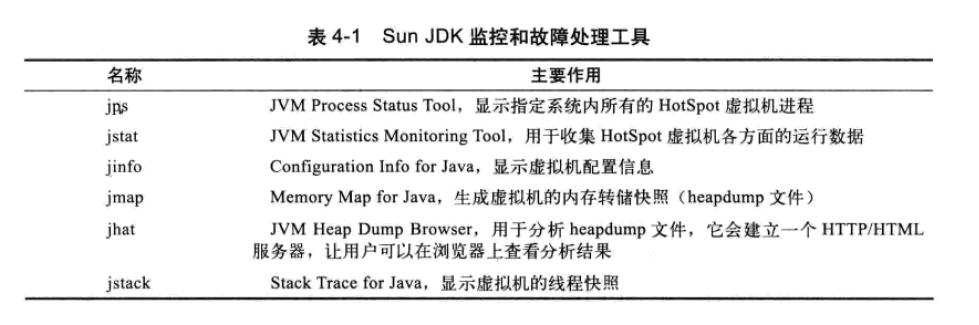 表 4-1 Sun JDK 监控和故障处理工具
名称 主要作用
jps JVM Process Status Tool，显示指定系统内所有的 HotSpot 虚拟机进程
jstat JVM Statistics Monitoring Tool，用于收集 HotSpot 虚拟机各方面的运行数据
jinfo Configuration Info for Java，显示虚拟机配置信息
jmap Memory Map for Java，生成虚拟机的内存转储快照（heapdump 文件）
jhat JVM Heap Dump Browser，用于分析 heapdump 文件，它会建立一个 HTTP/HTML
服务器，让用户可以在浏览器上查看分析结果
jstack Stack Trace for Java，显示虚拟机的线程快照